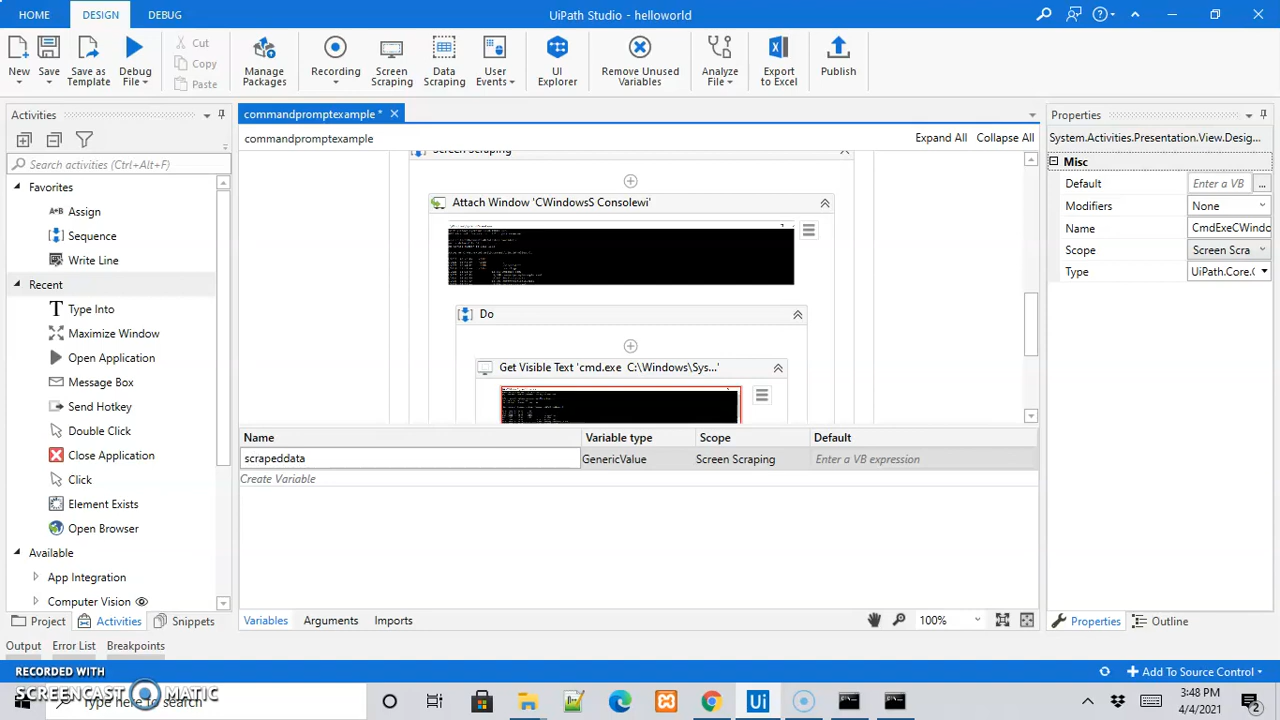 HOME DESIGN DEBUG UiPath Studio - helloworld
New Save Save as Template Debug File Cut Copy Paste Manage Packages Recording Screen Scraping Data Scraping User Events UI Explorer Remove Unused Variables Analyze File Export to Excel Publish
Activities
Search activities (Ctrl+Alt+F)
Favorites
Assign
Sequence
Write Line
Recent
Type Into
Maximize Window
Open Application
Message Box
Send Hotkey
Double Click
Close Application
Click
Element Exists
Open Browser
Available
App Integration
Computer Vision
Project Activities Snippets
commandpromptexample *
commandpromptexample Expand All Collapse All
Screen Scraping
Attach Window 'CWindowsS Consolewi'
Do
Get Visible Text 'cmd.exe C:\Windows\Sys...'
Name Variable type Scope Default
scrapeddata GenericValue Screen Scraping Enter a VB expression
Create Variable
Variables Arguments Imports 100%
Properties
System.Activities.Presentation.View.Desig...
Misc
Default Enter a VB ...
Modifiers None
Name CmdExeCWind
Scope Screen Scra
Type UiPath.Core.
Properties Outline
Output Error List Breakpoints
RECORDED WITH
SCREENCAST MATIC
Add To Source Control
Type here to search
Ui
3:48 PM
4/4/2021
2